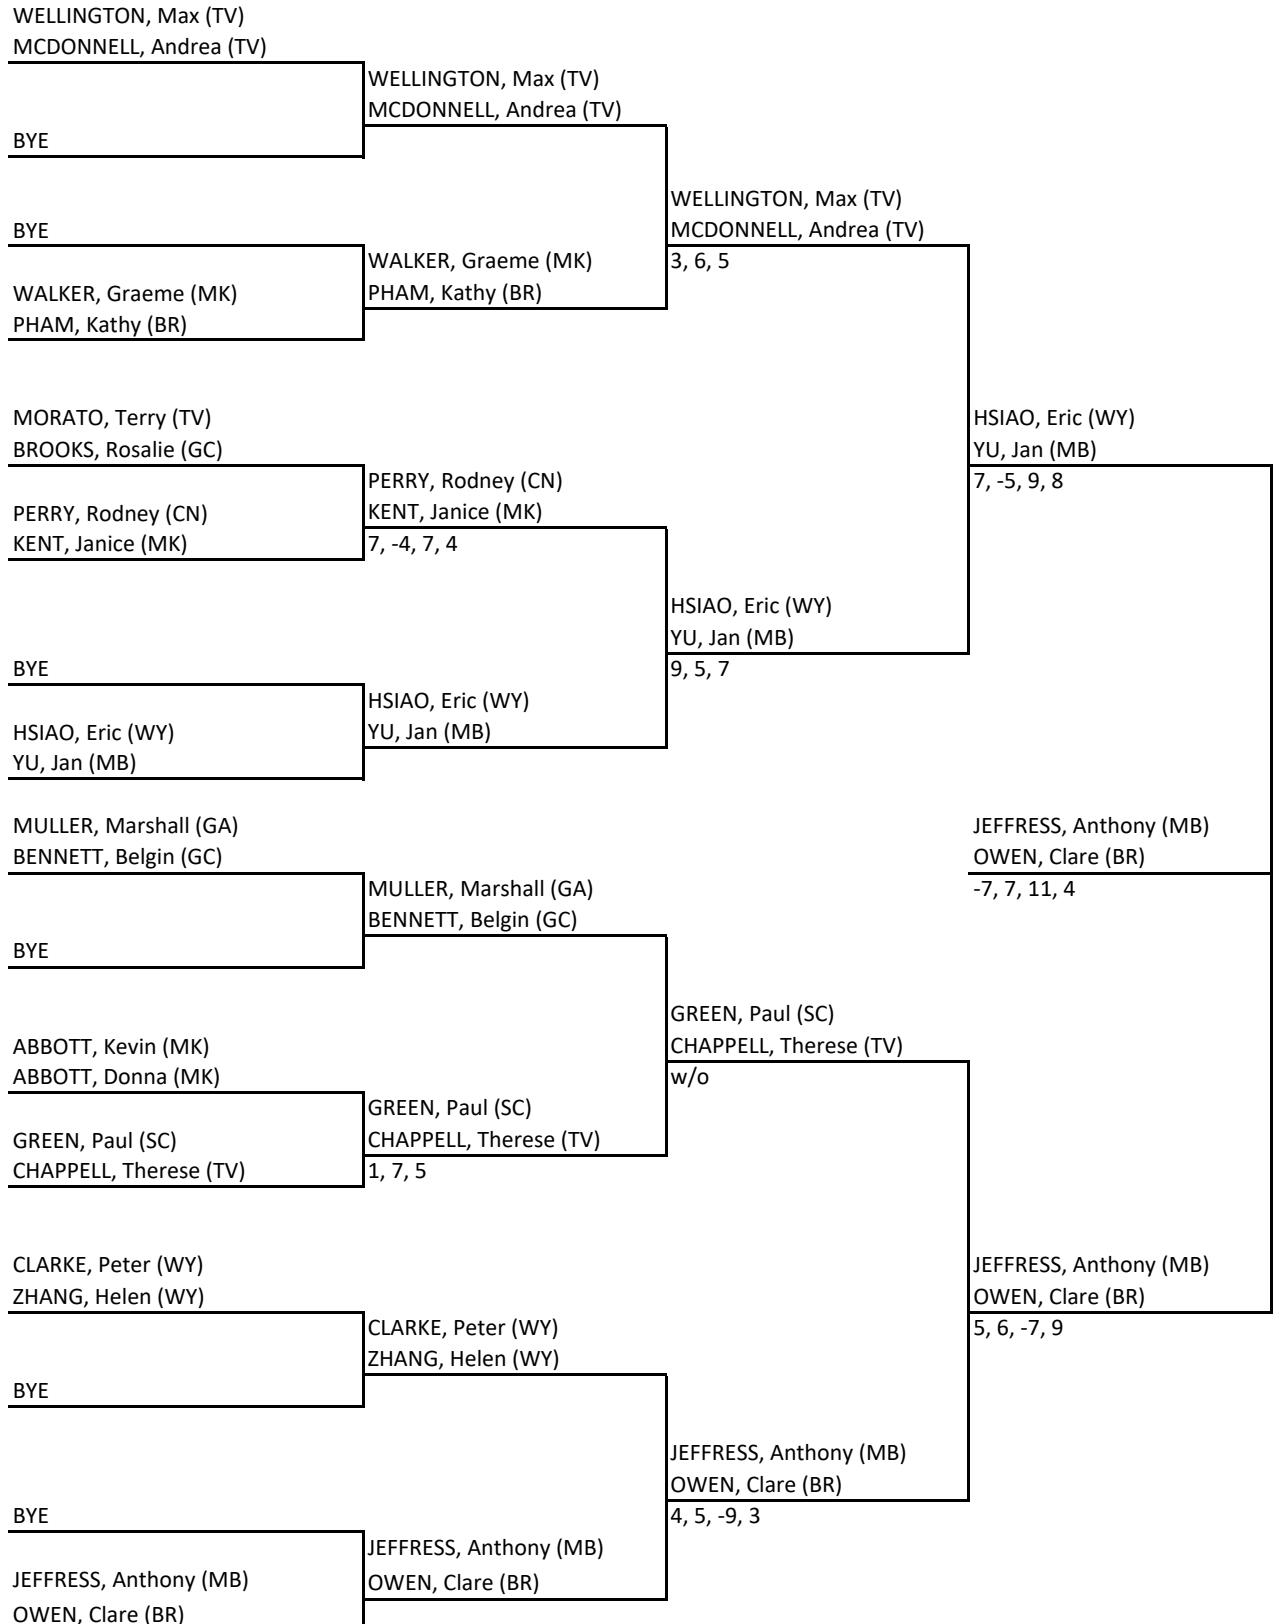 WELLINGTON, Max (TV)
MCDONNELL, Andrea (TV)
WELLINGTON, Max (TV)
MCDONNELL, Andrea (TV)
BYE
WELLINGTON, Max (TV)
MCDONNELL, Andrea (TV)
3, 6, 5
BYE
WALKER, Graeme (MK)
PHAM, Kathy (BR)
WALKER, Graeme (MK)
PHAM, Kathy (BR)
MORATO, Terry (TV)
BROOKS, Rosalie (GC)
HSIAO, Eric (WY)
YU, Jan (MB)
7, -5, 9, 8
PERRY, Rodney (CN)
KENT, Janice (MK)
7, -4, 7, 4
PERRY, Rodney (CN)
KENT, Janice (MK)
HSIAO, Eric (WY)
YU, Jan (MB)
9, 5, 7
BYE
HSIAO, Eric (WY)
YU, Jan (MB)
HSIAO, Eric (WY)
YU, Jan (MB)
MULLER, Marshall (GA)
BENNETT, Belgin (GC)
JEFFRESS, Anthony (MB)
OWEN, Clare (BR)
-7, 7, 11, 4
MULLER, Marshall (GA)
BENNETT, Belgin (GC)
BYE
GREEN, Paul (SC)
CHAPPELL, Therese (TV)
w/o
ABBOTT, Kevin (MK)
ABBOTT, Donna (MK)
GREEN, Paul (SC)
CHAPPELL, Therese (TV)
1, 7, 5
GREEN, Paul (SC)
CHAPPELL, Therese (TV)
CLARKE, Peter (WY)
ZHANG, Helen (WY)
JEFFRESS, Anthony (MB)
OWEN, Clare (BR)
5, 6, -7, 9
CLARKE, Peter (WY)
ZHANG, Helen (WY)
BYE
JEFFRESS, Anthony (MB)
OWEN, Clare (BR)
4, 5, -9, 3
BYE
JEFFRESS, Anthony (MB)
OWEN, Clare (BR)
JEFFRESS, Anthony (MB)
OWEN, Clare (BR)